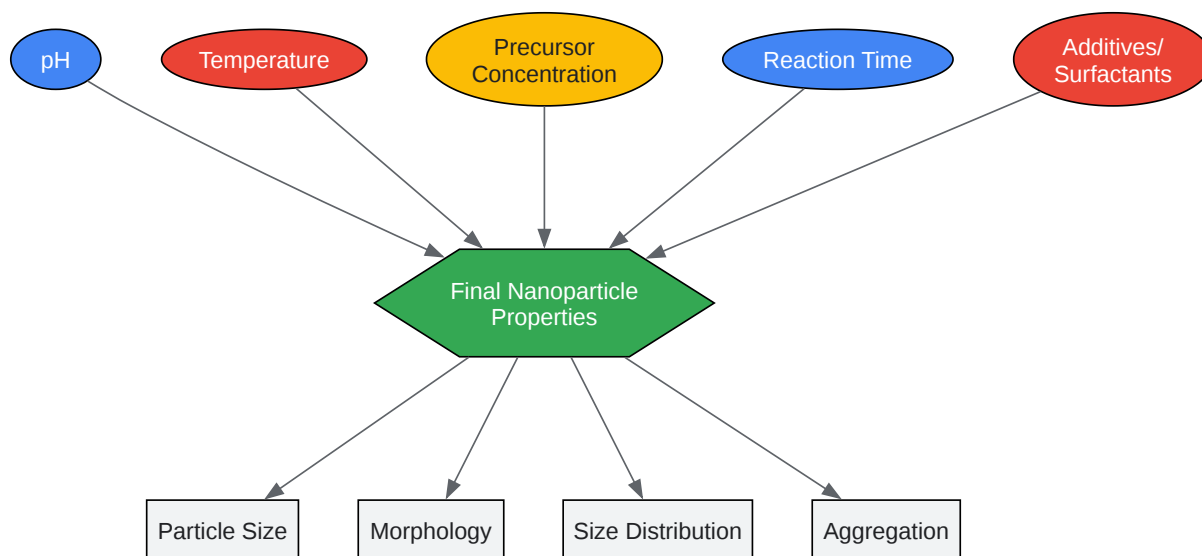 pH
Temperature
Precursor
Concentration
Reaction Time
Additives/
Surfactants
Final Nanoparticle
Properties
Particle Size
Morphology
Size Distribution
Aggregation